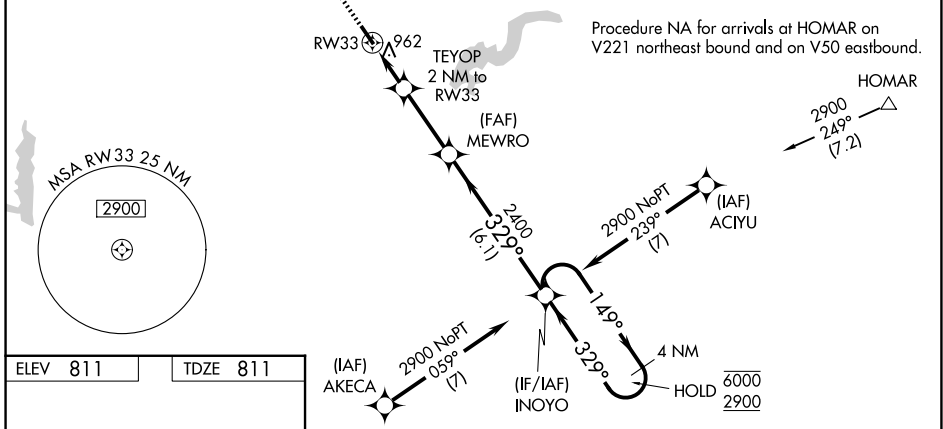 Procedure NA for arrivals at HOMAR on
V221 northeast bound and on V50 eastbound.
RW33
962
TEYOP
2 NM to
RW33
HOMAR
2900
249°
(7.2)
(FAF)
MEWRO
MSA RW33 25 NM
2900
(IAF)
ACIYU
2900 NoPT
239°
(7)
2400
329°
(6.1)
149°
329°
4 NM
HOLD
6000
2900
(IF/IAF)
INOYO
2900 NoPT
059°
(7)
(IAF)
AKECA
ELEV 811
TDZE 811